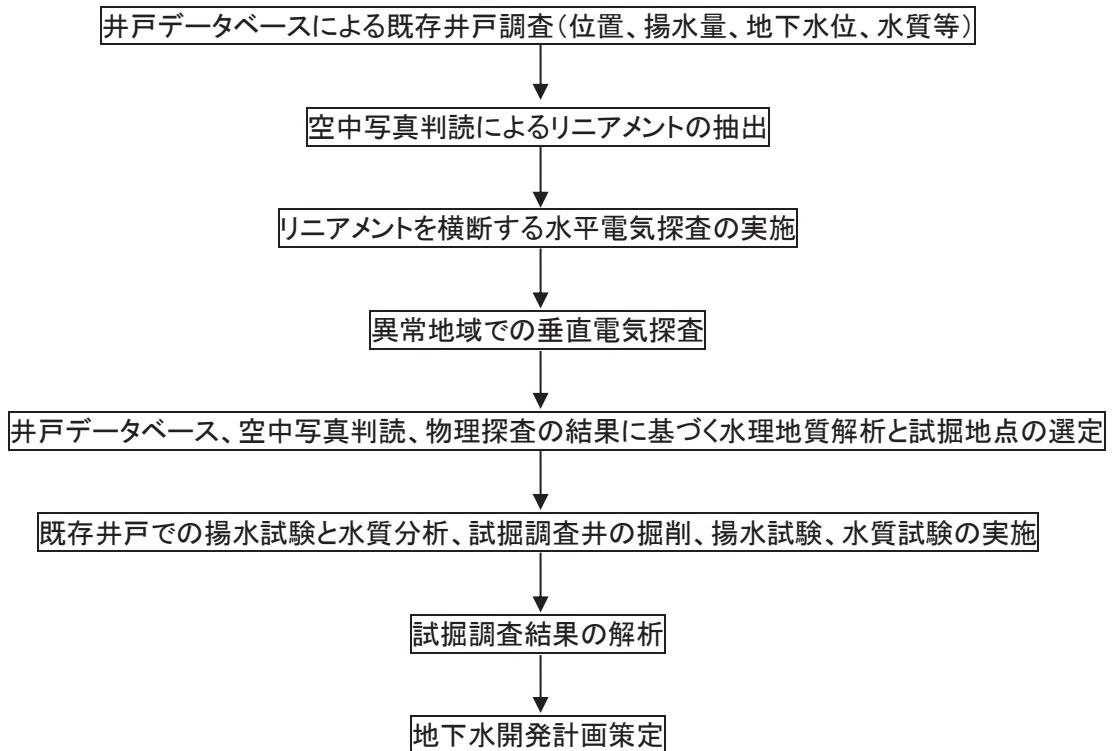 井戸データベースによる既存井戸調査(位置、揚水量、地下水位、水質等)
空中写真判読によるリニアメントの抽出
リニアメントを横断する水平電気探査の実施
異常地域での垂直電気探査
井戸データベース、空中写真判読、物理探査の結果に基づく水理地質解析と試掘地点の選定
既存井戸での揚水試験と水質分析、試掘調査井の掘削、揚水試験、水質試験の実施
試掘調査結果の解析
地下水開発計画策定